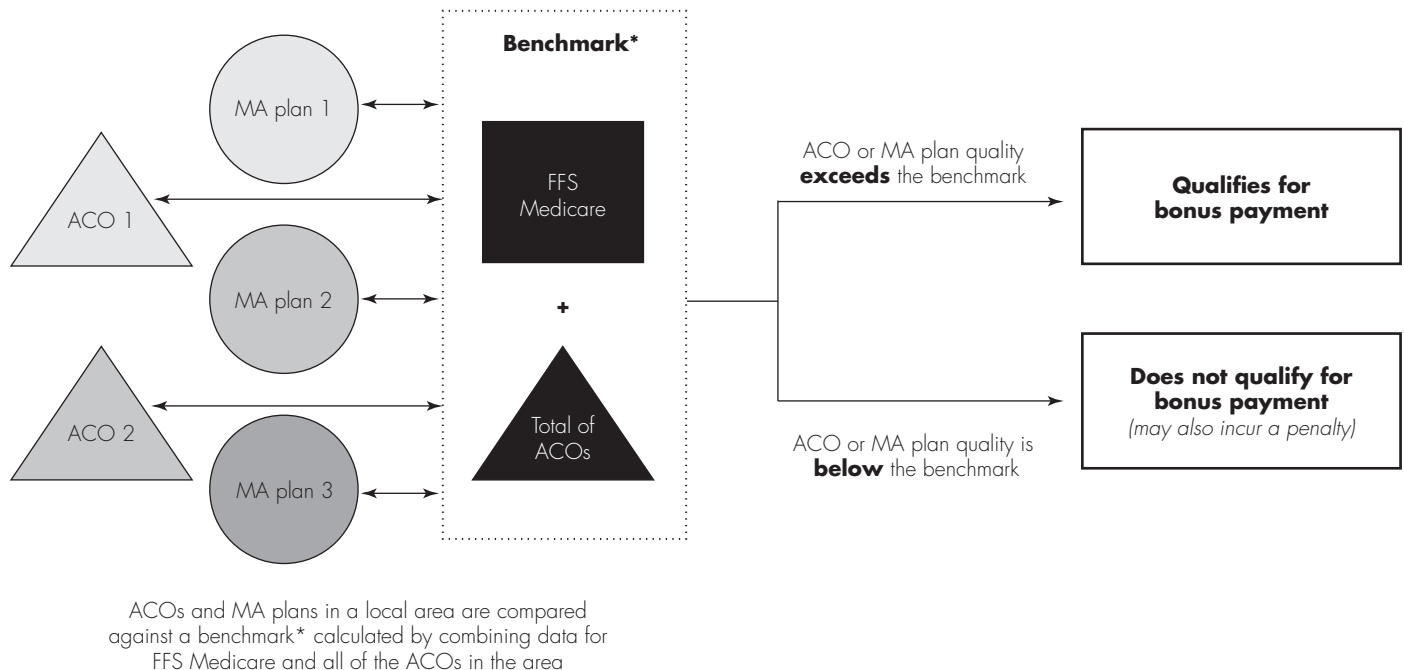 Benchmark*
MA plan 1
ACO 1
MA plan 2
ACO 2
MA plan 3
FFS
Medicare
+
Total of
ACOs
ACO or MA plan quality
exceeds the benchmark
Qualifies for
bonus payment
ACO or MA plan quality is
below the benchmark
Does not qualify for
bonus payment
(may also incur a penalty)
ACOs and MA plans in a local area are compared
against a benchmark* calculated by combining data for
FFS Medicare and all of the ACOs in the area